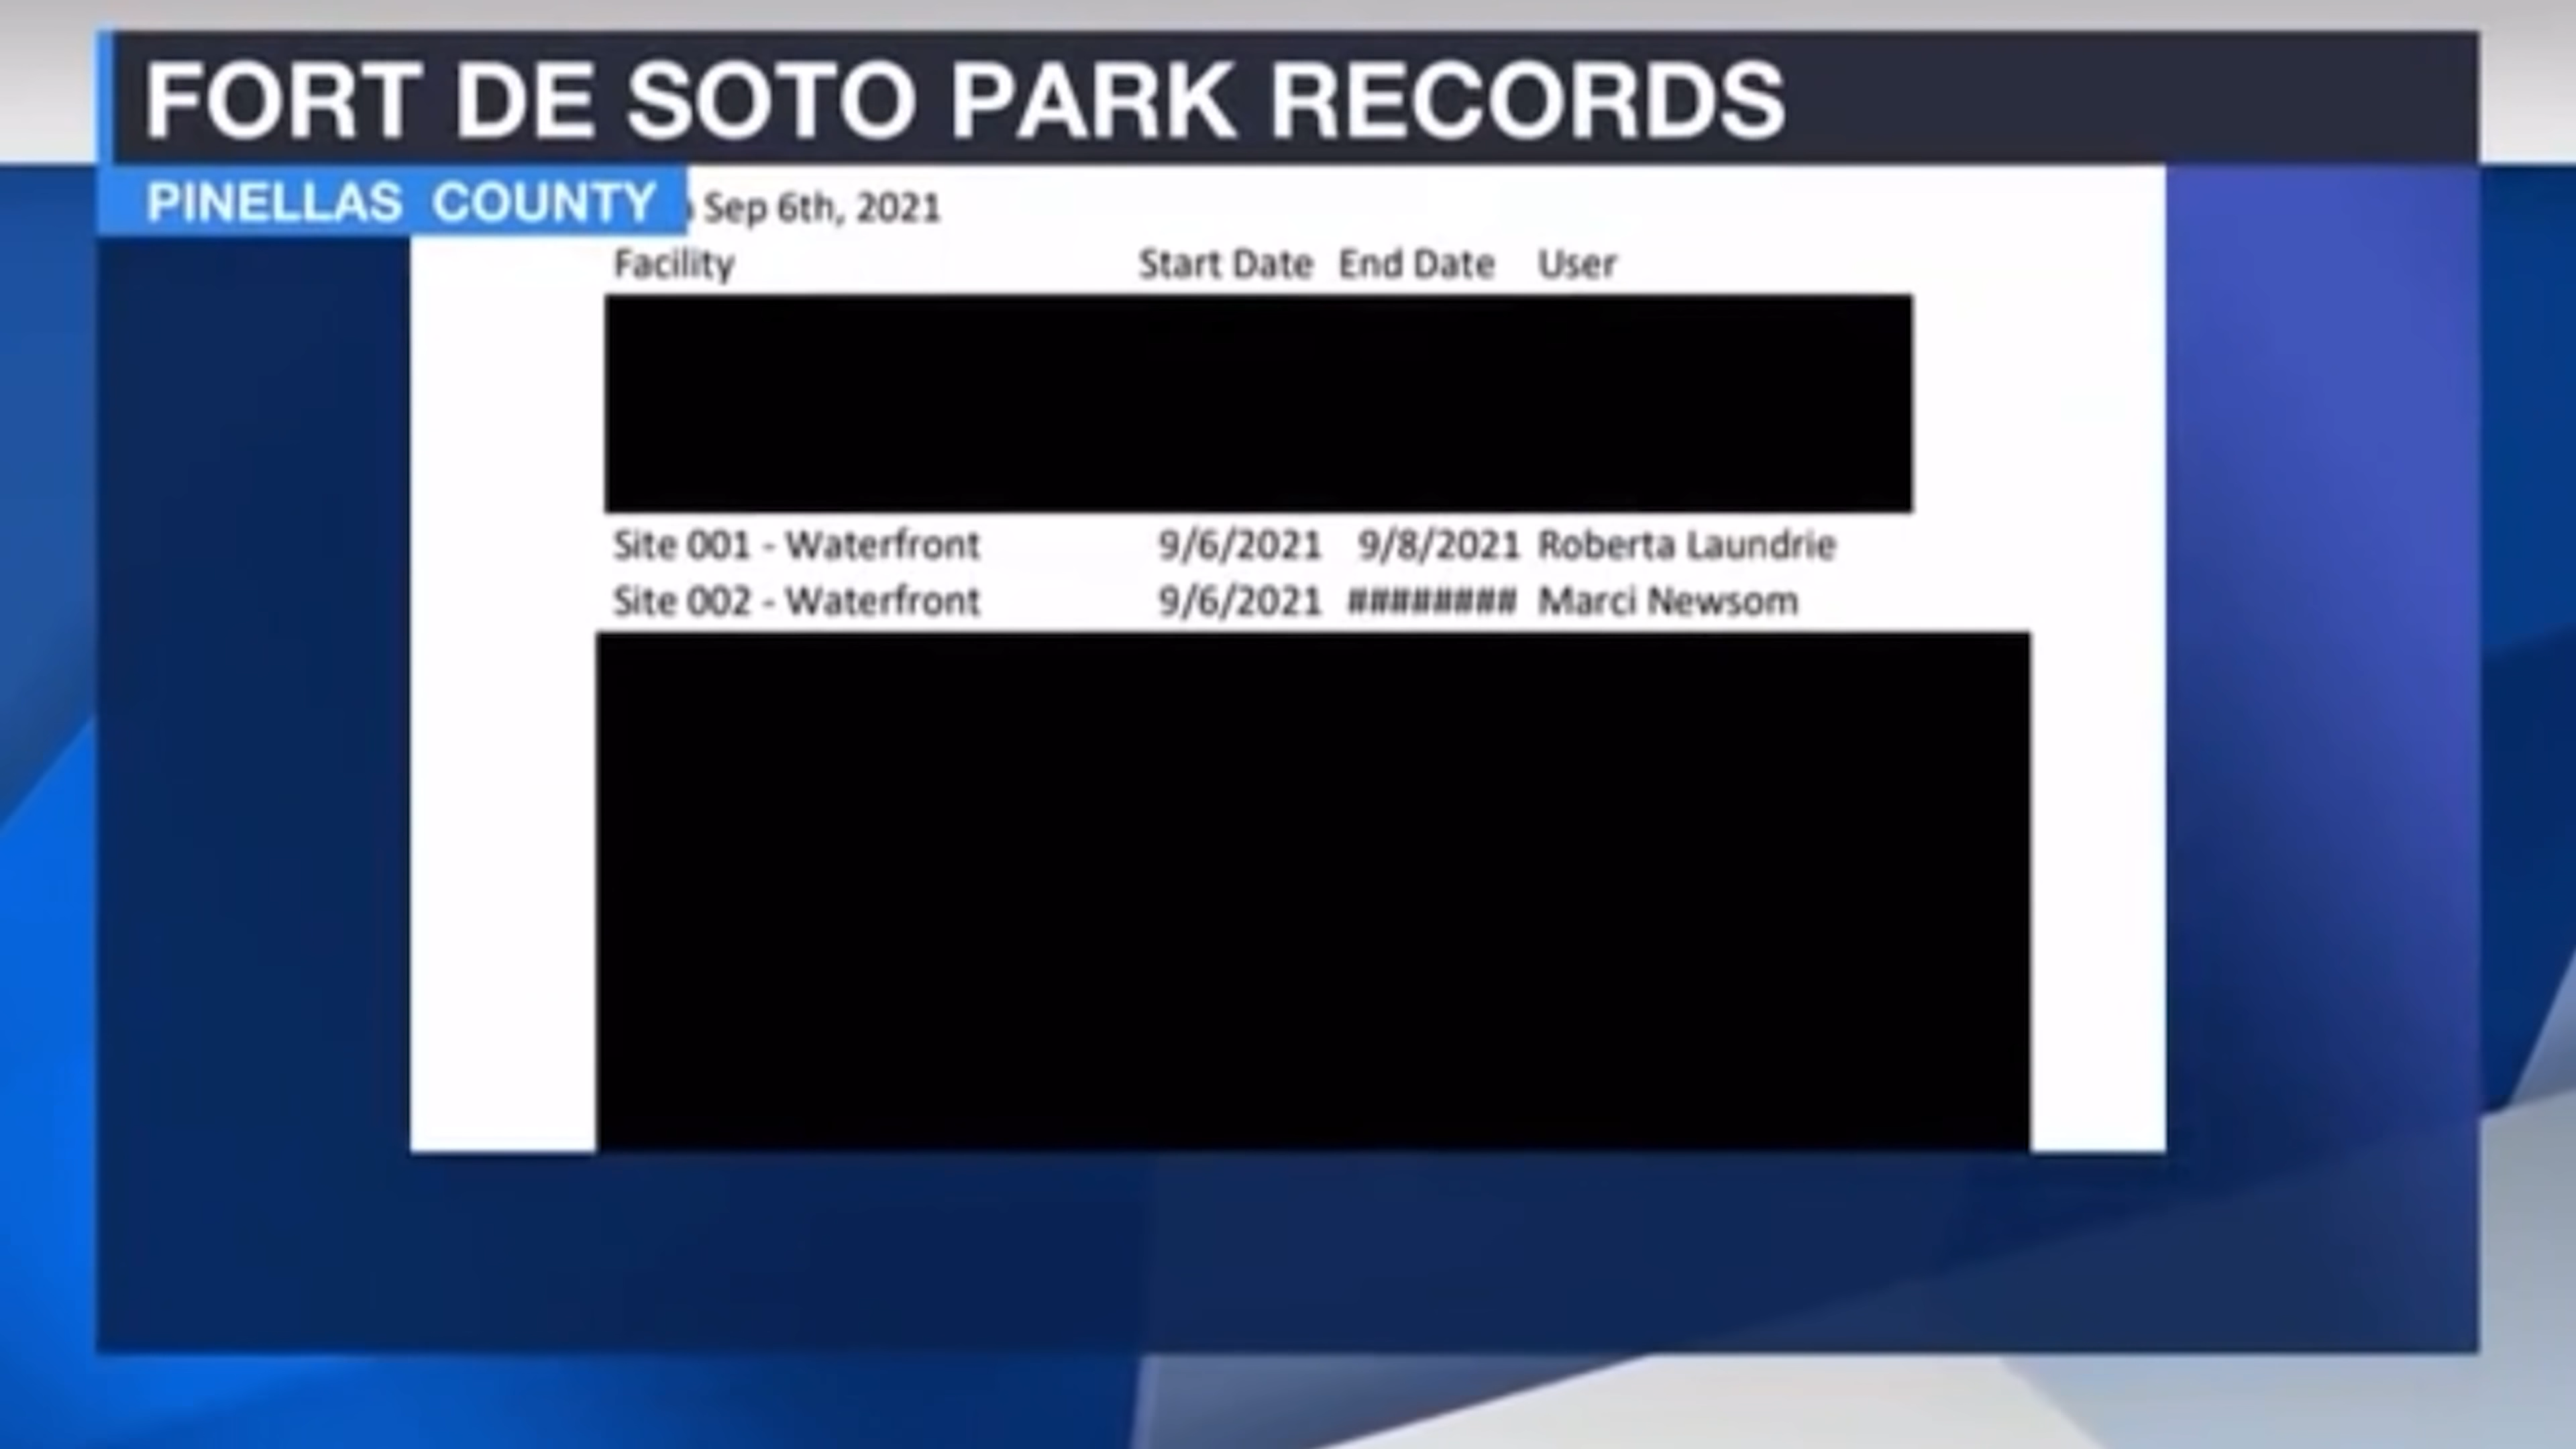 FORT DE SOTO PARK RECORDS
PINELLAS COUNTY
Sep 6th, 2021
Facility Start Date End Date User
Site 001 - Waterfront 9/6/2021 9/8/2021 Roberta Laundrie
Site 002 - Waterfront 9/6/2021 ######## Marci Newsom